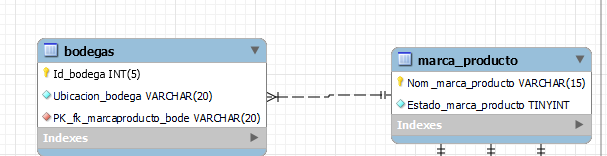 bodegas
Id_bodega INT(5)
Ubicacion_bodega VARCHAR(20)
PK_fk_marcaproducto_bode VARCHAR(20)
Indexes
marca_producto
Nom_marca_producto VARCHAR(15)
Estado_marca_producto TINYINT
Indexes